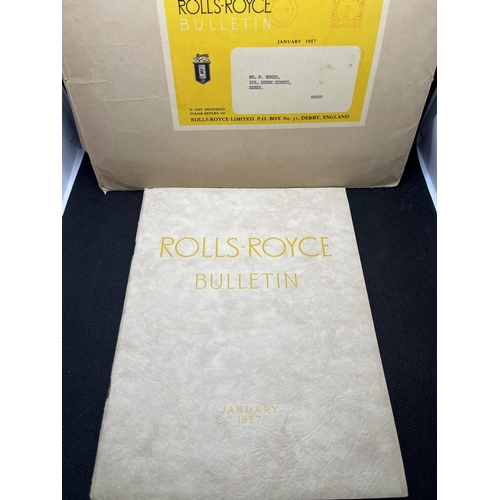 ROLLS-ROYCE
BULLETIN
JANUARY 1957
IF NOT DELIVERED
PLEASE RETURN TO
ROLLS-ROYCE LIMITED. P.O. BOX No. 31, DERBY, ENGLAND.
ROLLS-ROYCE
BULLETIN
JANUARY
1957